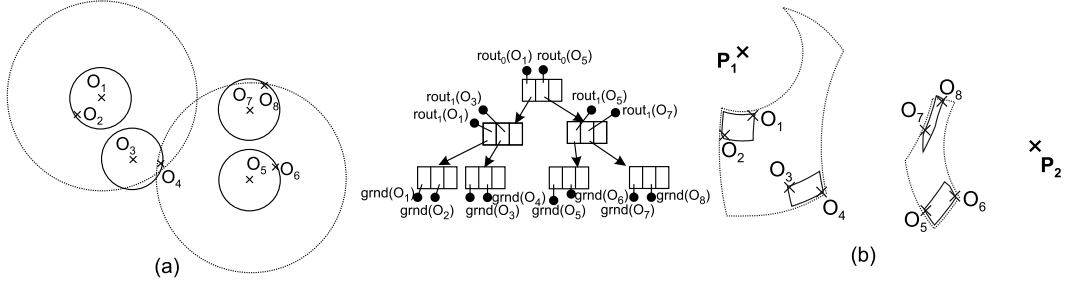 O₁
O₂
O₃
O₄
O₇
O₈
O₅
O₆
(a)
rout₀(O₁) rout₀(O₅)
rout₁(O₃)
rout₁(O₁)
rout₁(O₅)
rout₁(O₇)
grnd(O₁)
grnd(O₂)
grnd(O₃)
grnd(O₄)
grnd(O₅)
grnd(O₆)
grnd(O₇)
grnd(O₈)
P₁
O₁
O₂
O₃
O₄
O₈
O₇
O₅
O₆
P₂
(b)